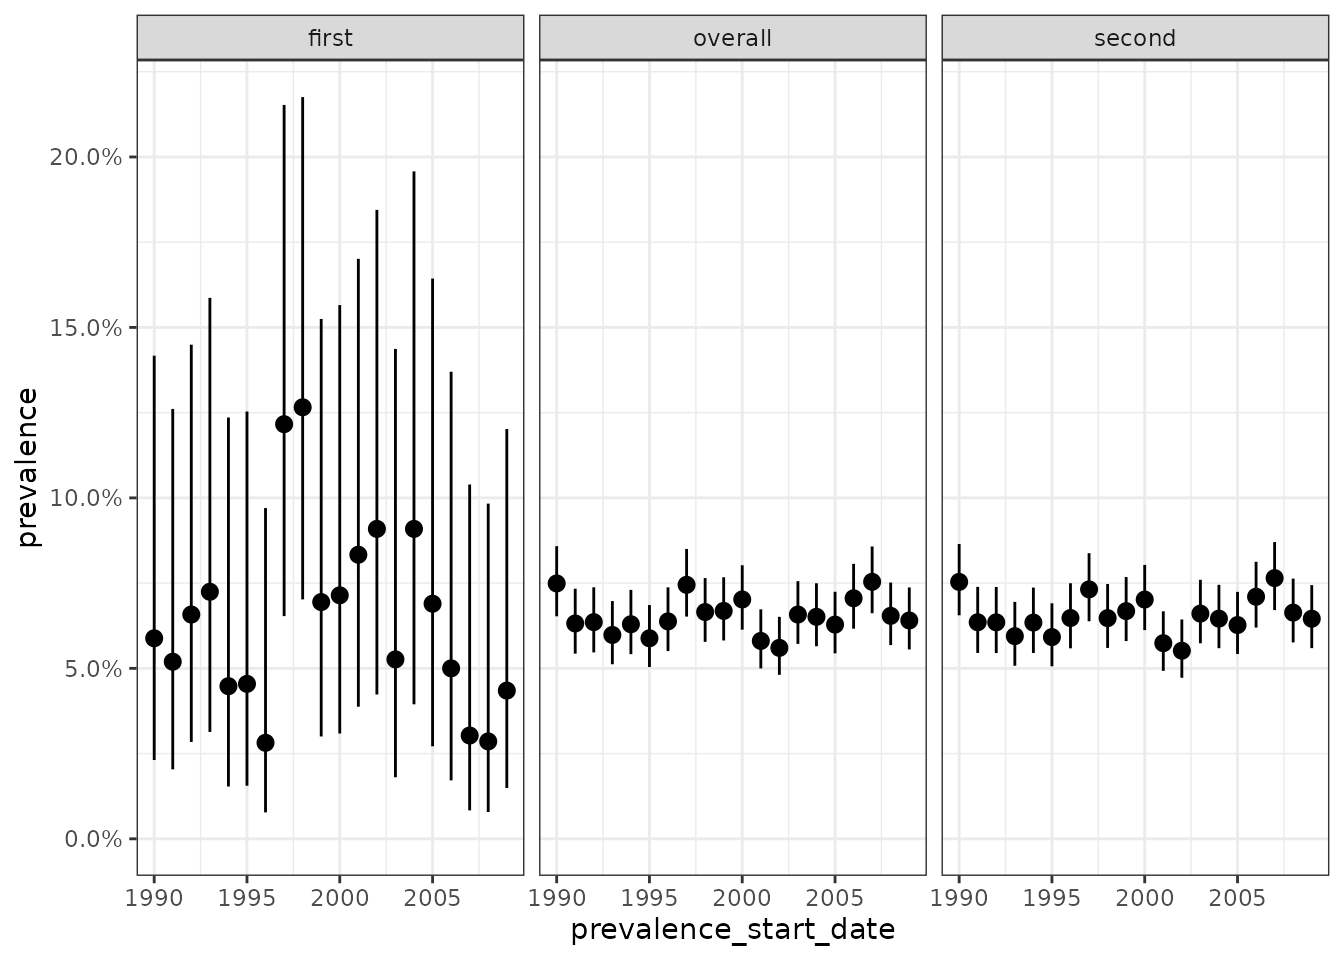 first overall second
20.0%
15.0%
10.0%
5.0%
0.0%
prevalence
1990 1995 2000 2005 1990 1995 2000 2005 1990 1995 2000 2005
prevalence_start_date